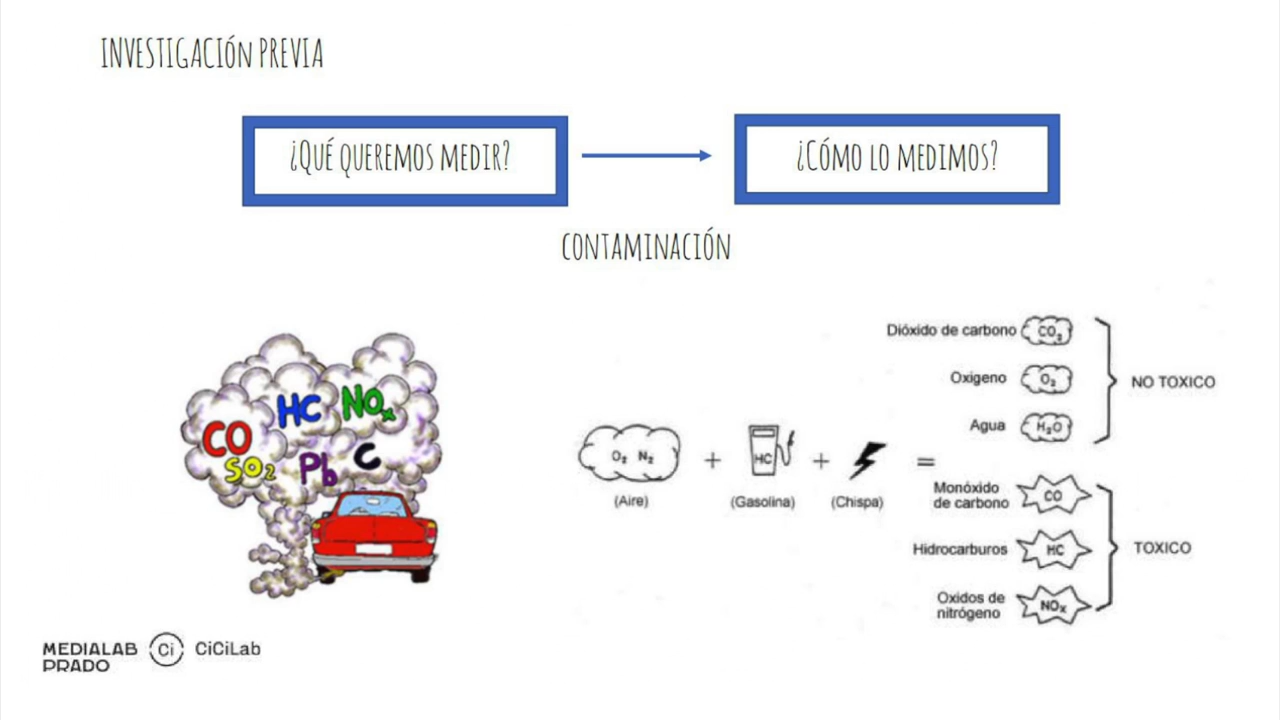 INVESTIGACIÓn PREVIA
¿QUÉ QUEREMOS MEDIR?
¿CÓMO LO MEDIMOS?
CONTAMINACIÓN
CO
HC
NOx
SO2
Pb
C
O2 N2
(Aire)
+
HC
(Gasolina)
+
(Chispa)
=
Dióxido de carbono CO2
Oxigeno O2
Agua H2O
NO TOXICO
Monóxido
de carbono CO
Hidrocarburos HC
Oxidos de
nitrógeno NOx
TOXICO
MEDIALAB
PRADO
Ci
CiCiLab